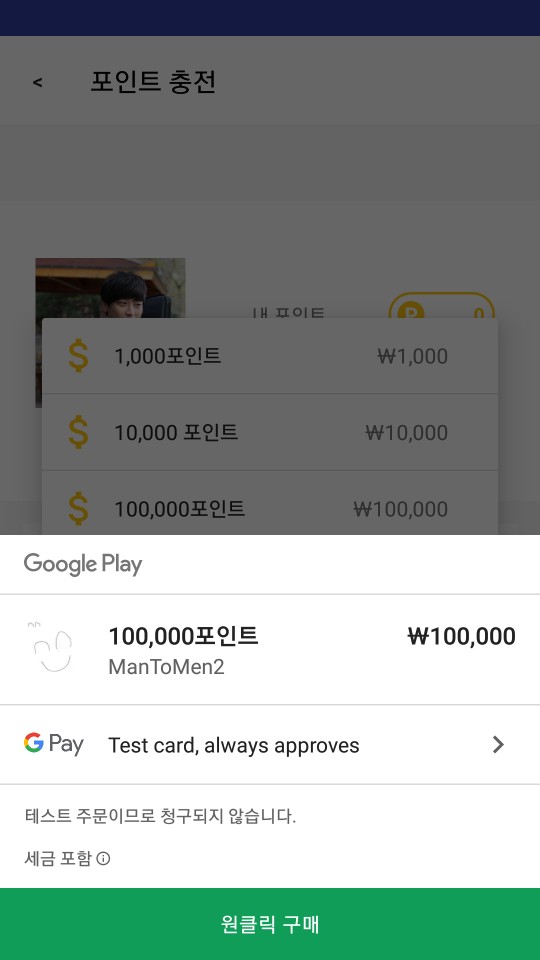 < 포인트 충전
내 포인트 P 0
1,000포인트 ₩1,000
10,000 포인트 ₩10,000
100,000포인트 ₩100,000
Google Play
100,000포인트 ₩100,000
ManToMen2
G Pay Test card, always approves
테스트 주문이므로 청구되지 않습니다.
세금 포함
원클릭 구매